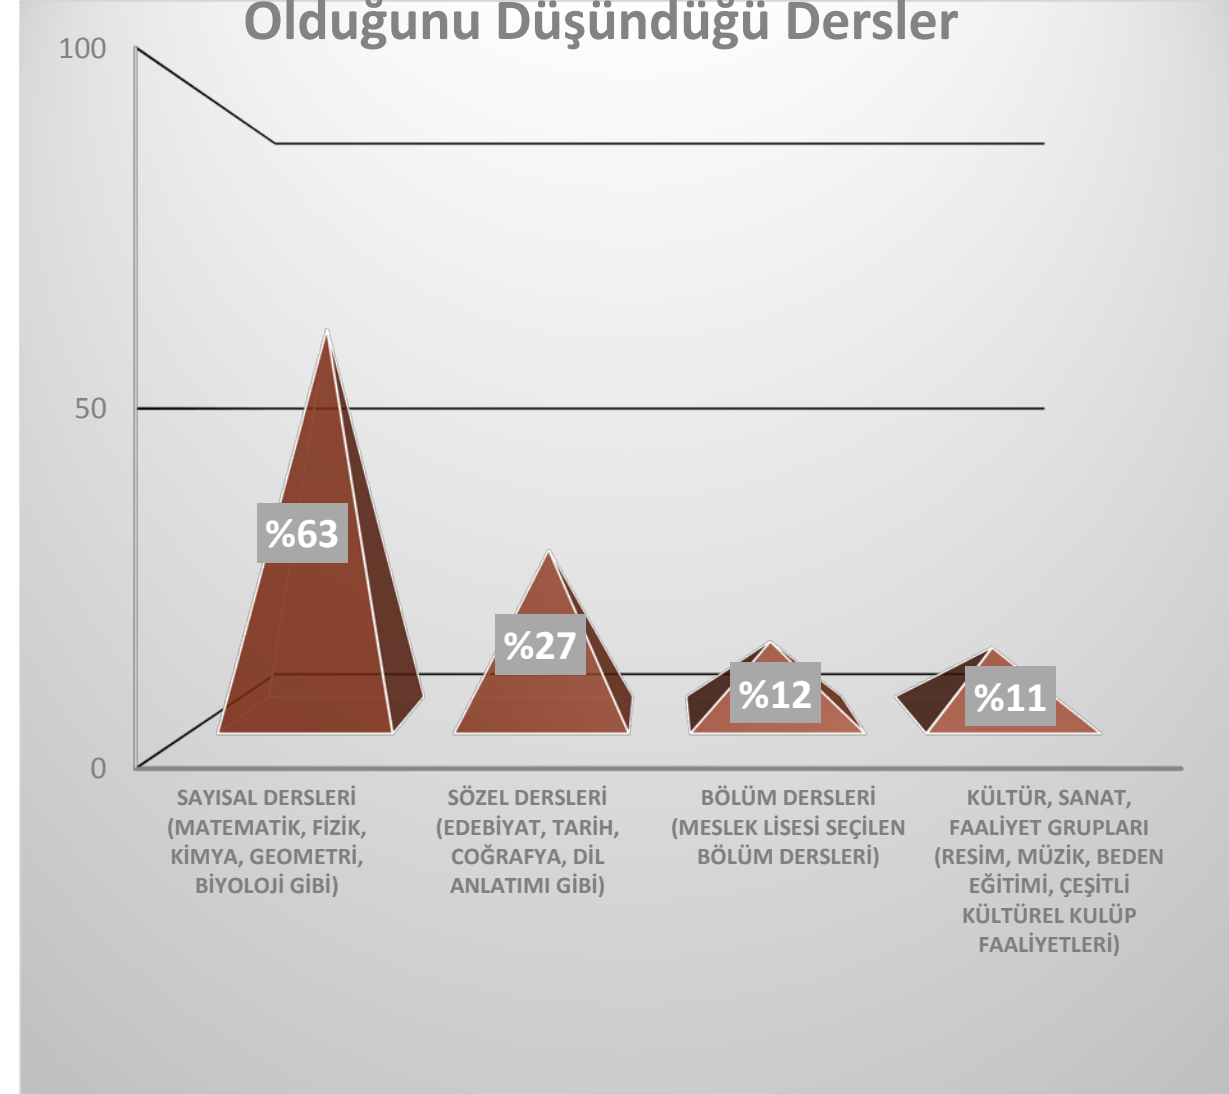 Olduğunu Düşündüğü Dersler
100
50
0
%63
%27
%12
%11
SAYISAL DERSLERİ
(MATEMATİK, FİZİK,
KİMYA, GEOMETRİ,
BİYOLOJİ GİBİ)
SÖZEL DERSLERİ
(EDEBİYAT, TARİH,
COĞRAFYA, DİL
ANLATIMI GİBİ)
BÖLÜM DERSLERİ
(MESLEK LİSESİ SEÇİLEN
BÖLÜM DERSLERİ)
KÜLTÜR, SANAT,
FAALİYET GRUPLARI
(RESİM, MÜZİK, BEDEN
EĞİTİMİ, ÇEŞİTLİ
KÜLTÜREL KULÜP
FAALİYETLERİ)